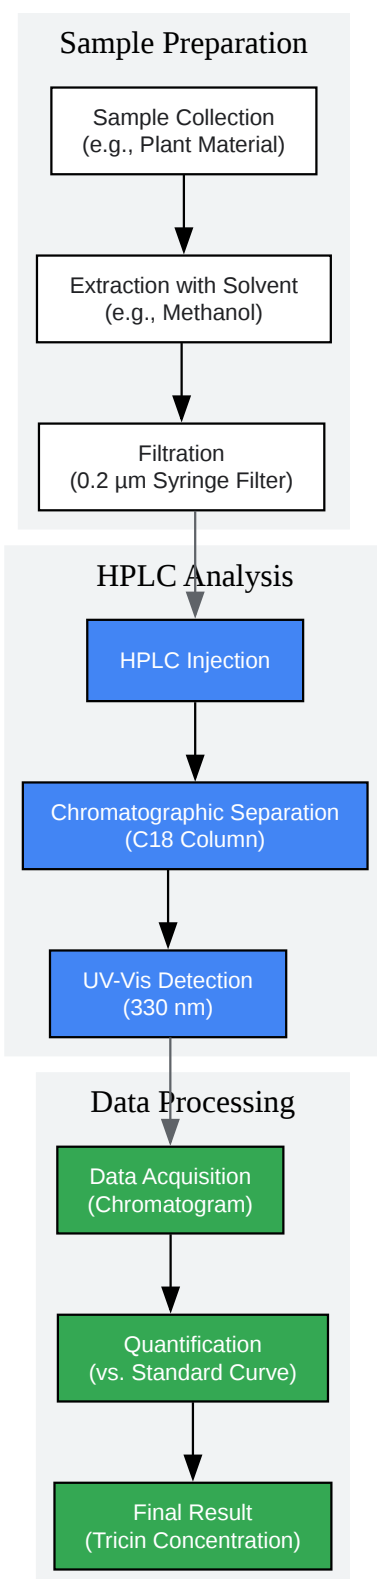 Sample Preparation
Sample Collection
(e.g., Plant Material)
Extraction with Solvent
(e.g., Methanol)
Filtration
(0.2 µm Syringe Filter)
HPLC Analysis
HPLC Injection
Chromatographic Separation
(C18 Column)
UV-Vis Detection
(330 nm)
Data Processing
Data Acquisition
(Chromatogram)
Quantification
(vs. Standard Curve)
Final Result
(Tricin Concentration)